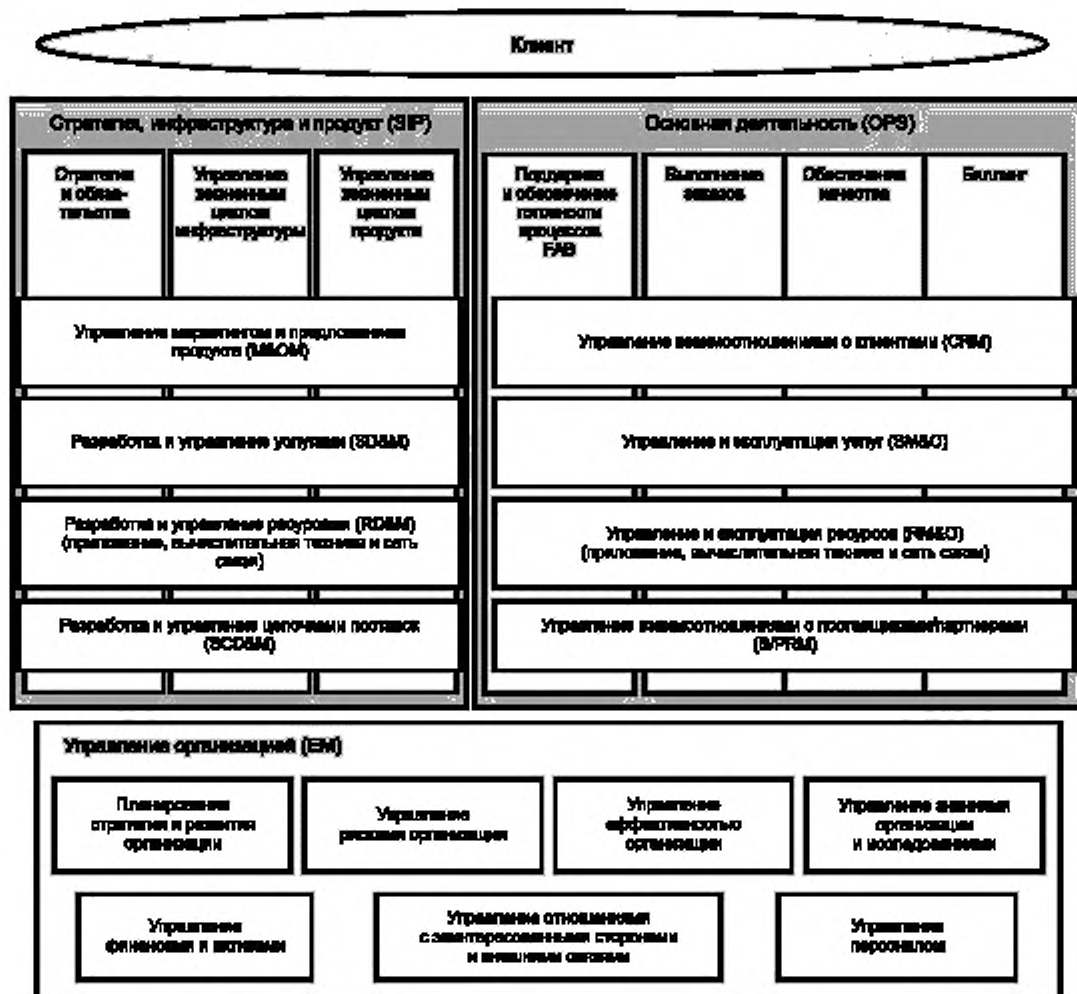 Клиент
Стратегия, инфраструктура и продукт (SIP)
Основная деятельность (OPS)
Стратегия
и обяза-
тельства
Управление
жизненным
циклом
инфраструктуры
Управление
жизненным
циклом
продукта
Поддержка
и обеспечение
готовности
процессов
FAB
Выполнение
заказов
Обеспечение
качества
Биллинг
Управление маркетингом и предложением
продукта (M&OM)
Управление взаимоотношениями с клиентами (CRM)
Разработка и управление услугами (SD&M)
Управление и эксплуатация услуг (SM&O)
Разработка и управление ресурсами (RD&M)
(приложение, вычислительная техника и сеть
связи)
Управление и эксплуатация ресурсов (RM&O)
(приложение, вычислительная техника и сеть связи)
Разработка и управление цепочками поставок
(SCD&M)
Управление взаимоотношениями с поставщиками/партнерами
(S/PRM)
Управление организацией (EM)
Планирование
стратегии и развития
организации
Управление
рисками организации
Управление
эффективностью
организации
Управление знаниями
организации
и исследованиями
Управление
финансами и активами
Управление отношениями
с заинтересованными сторонами
и внешними связями
Управление
персоналом